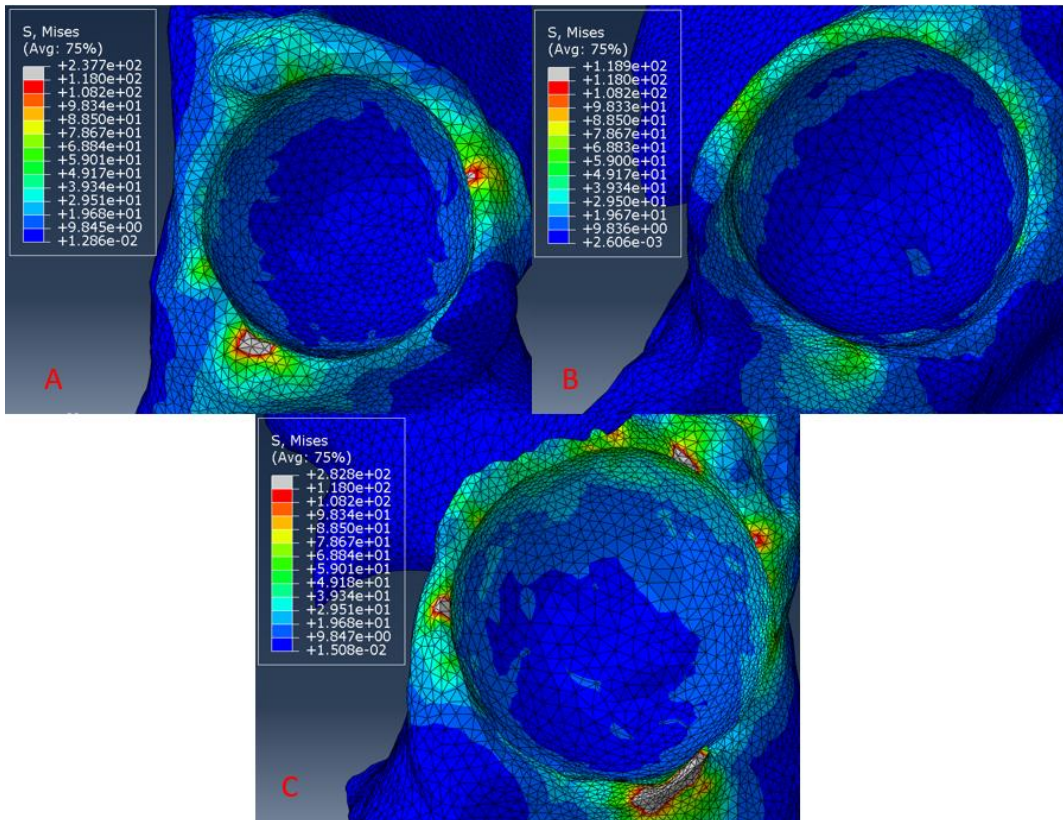 S, Mises
(Avg: 75%)
+2.377e+02
+1.180e+02
+1.082e+02
+9.834e+01
+8.850e+01
+7.867e+01
+6.884e+01
+5.901e+01
+4.917e+01
+3.934e+01
+2.951e+01
+1.968e+01
+9.845e+00
+1.286e-02
A
S, Mises
(Avg: 75%)
+1.189e+02
+1.180e+02
+1.082e+02
+9.833e+01
+8.850e+01
+7.867e+01
+6.883e+01
+5.900e+01
+4.917e+01
+3.934e+01
+2.950e+01
+1.967e+01
+9.836e+00
+2.606e-03
B
S, Mises
(Avg: 75%)
+2.828e+02
+1.180e+02
+1.082e+02
+9.834e+01
+8.850e+01
+7.867e+01
+6.884e+01
+5.901e+01
+4.918e+01
+3.934e+01
+2.951e+01
+1.968e+01
+9.847e+00
+1.508e-02
C